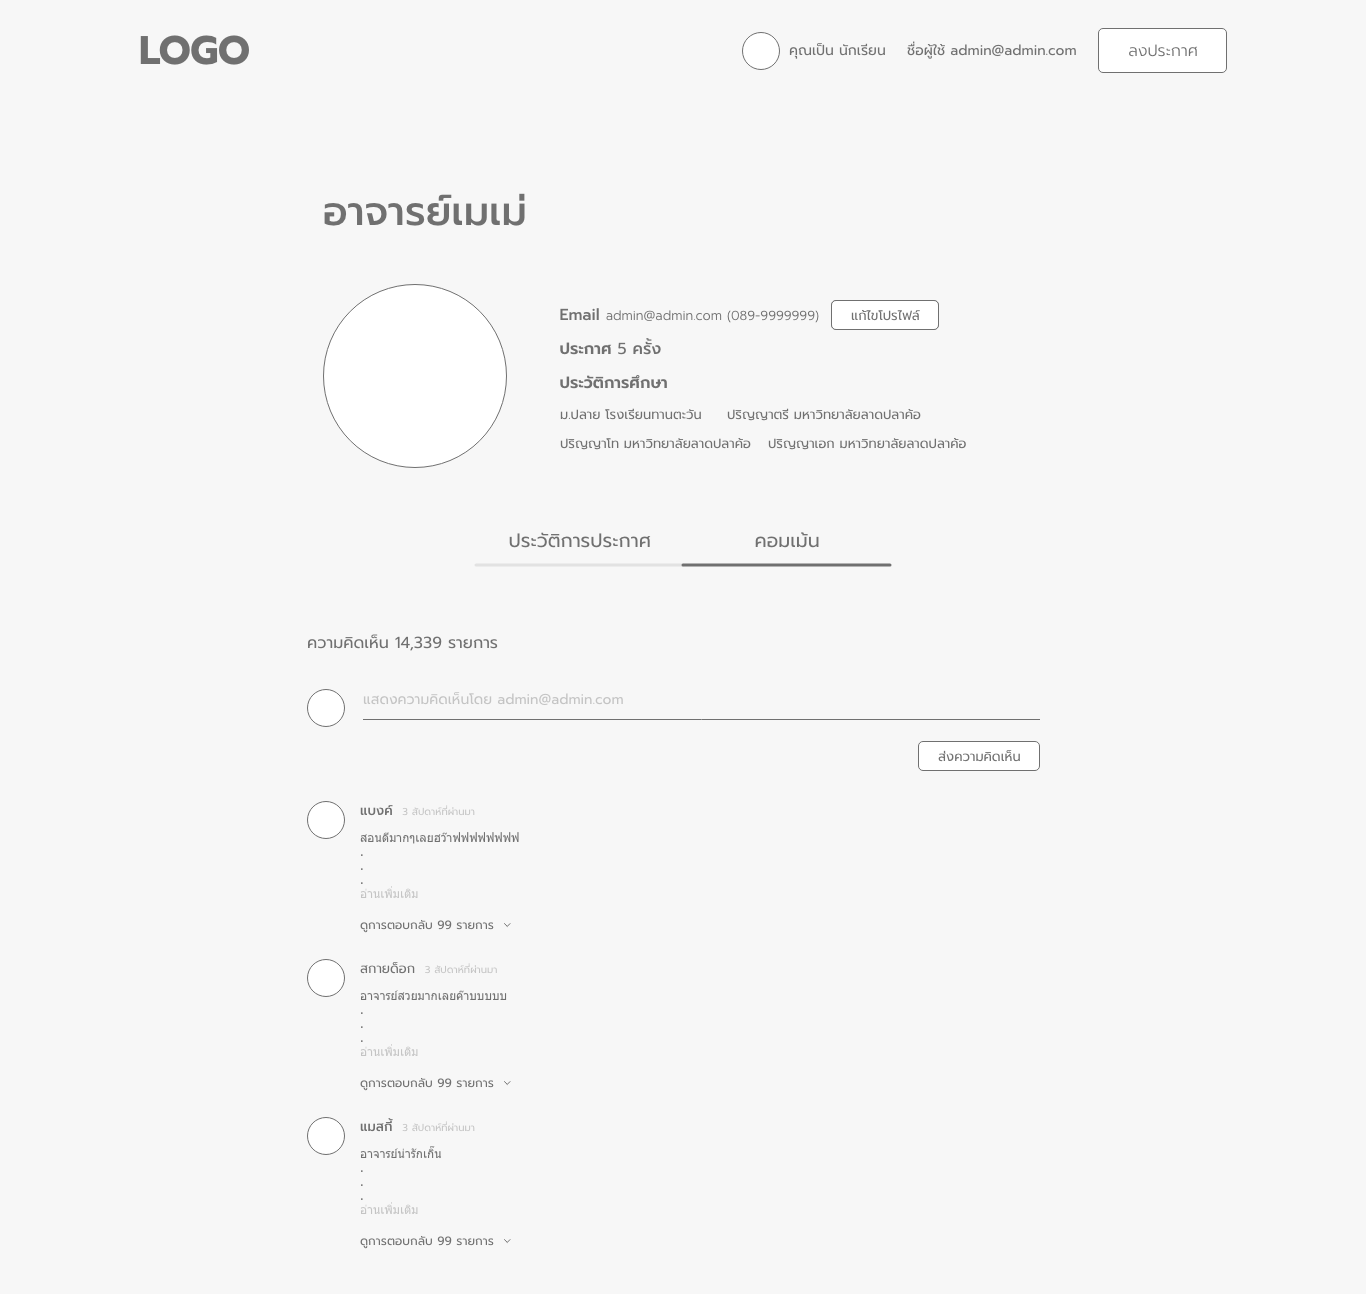 LOGO
คุณเป็น นักเรียน ชื่อผู้ใช้ admin@admin.com ลงประกาศ
อาจารย์เมเม่
Email admin@admin.com (089-9999999) แก้ไขโปรไฟล์
ประกาศ 5 ครั้ง
ประวัติการศึกษา
ม.ปลาย โรงเรียนทานตะวัน ปริญญาตรี มหาวิทยาลัยลาดปลาค้อ
ปริญญาโท มหาวิทยาลัยลาดปลาค้อ ปริญญาเอก มหาวิทยาลัยลาดปลาค้อ
ประวัติการประกาศ คอมเม้น
ความคิดเห็น 14,339 รายการ
แสดงความคิดเห็นโดย admin@admin.com
ส่งความคิดเห็น
แบงค์ 3 สัปดาห์ที่ผ่านมา
สอนดีมากๆเลยฮว๊าฟฟฟฟฟฟฟฟ
.
.
.
อ่านเพิ่มเติม
ดูการตอบกลับ 99 รายการ
สกายด็อก 3 สัปดาห์ที่ผ่านมา
อาจารย์สวยมากเลยค๊าบบบบบ
.
.
.
อ่านเพิ่มเติม
ดูการตอบกลับ 99 รายการ
แมสกี้ 3 สัปดาห์ที่ผ่านมา
อาจารย์น่ารักเกิ๊น
.
.
.
อ่านเพิ่มเติม
ดูการตอบกลับ 99 รายการ